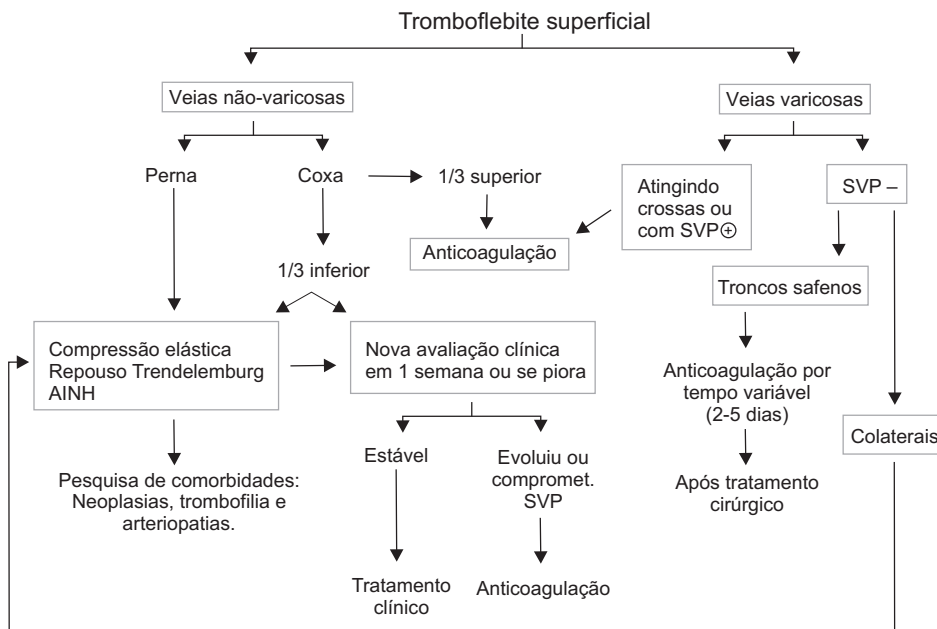 Tromboflebite superficial
Veias não-varicosas
Veias varicosas
Perna
Coxa
1/3 superior
Atingindo
crossas ou
com SVP⊕
SVP –
Anticoagulação
1/3 inferior
Troncos safenos
Compressão elástica
Repouso Trendelemburg
AINH
Nova avaliação clínica
em 1 semana ou se piora
Anticoagulação por
tempo variável
(2-5 dias)
Colaterais
Estável
Evoluiu ou
ompromet.
SVP
Pesquisa de comorbidades:
Neoplasias, trombofilia e
arteriopatias.
Após tratamento
cirúrgico
Tratamento
clínico
Anticoagulação